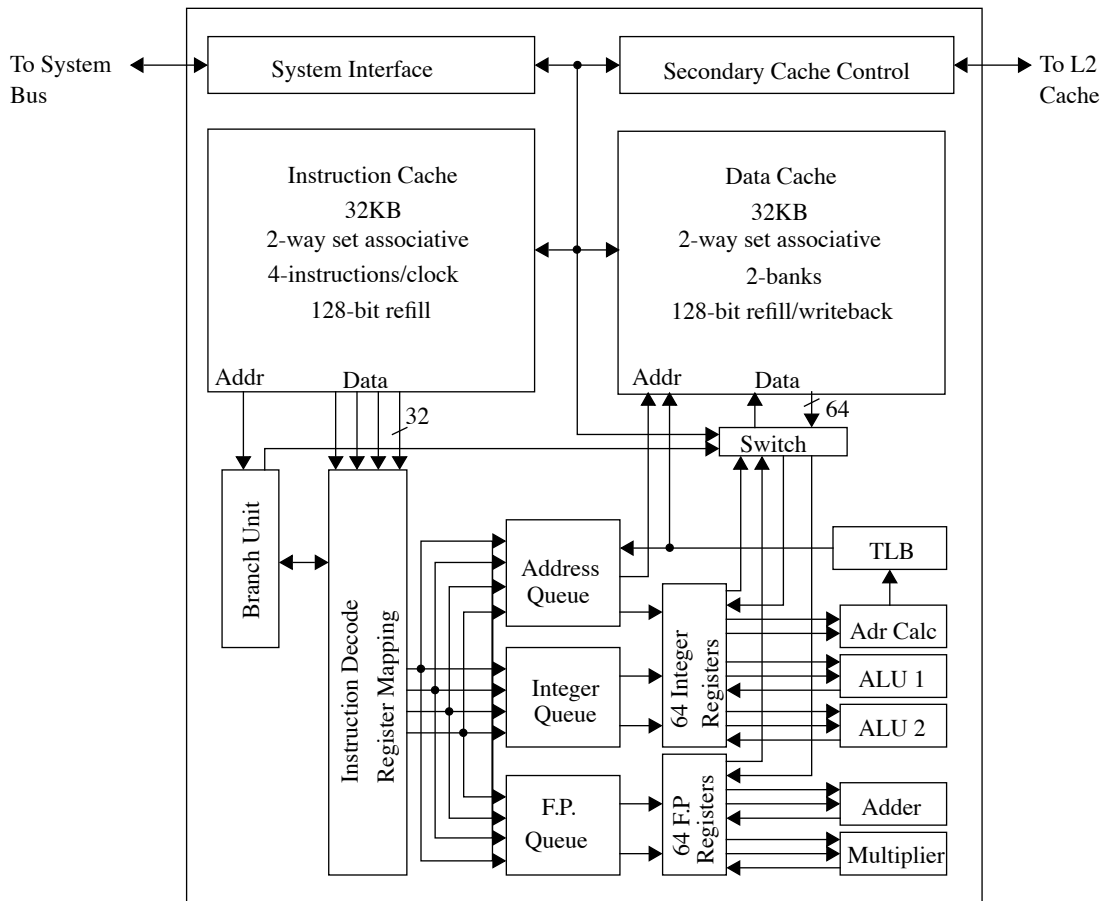 To System
Bus
System Interface
Secondary Cache Control
To L2
Cache
Instruction Cache
32KB
2-way set associative
4-instructions/clock
128-bit refill
Addr
Data
32
Data Cache
32KB
2-way set associative
2-banks
128-bit refill/writeback
Addr
Data
64
Switch
Branch Unit
Instruction Decode
Register Mapping
Address
Queue
Integer
Queue
F.P.
Queue
64 Integer
Registers
64 F.P
Registers
TLB
Adr Calc
ALU 1
ALU 2
Adder
Multiplier